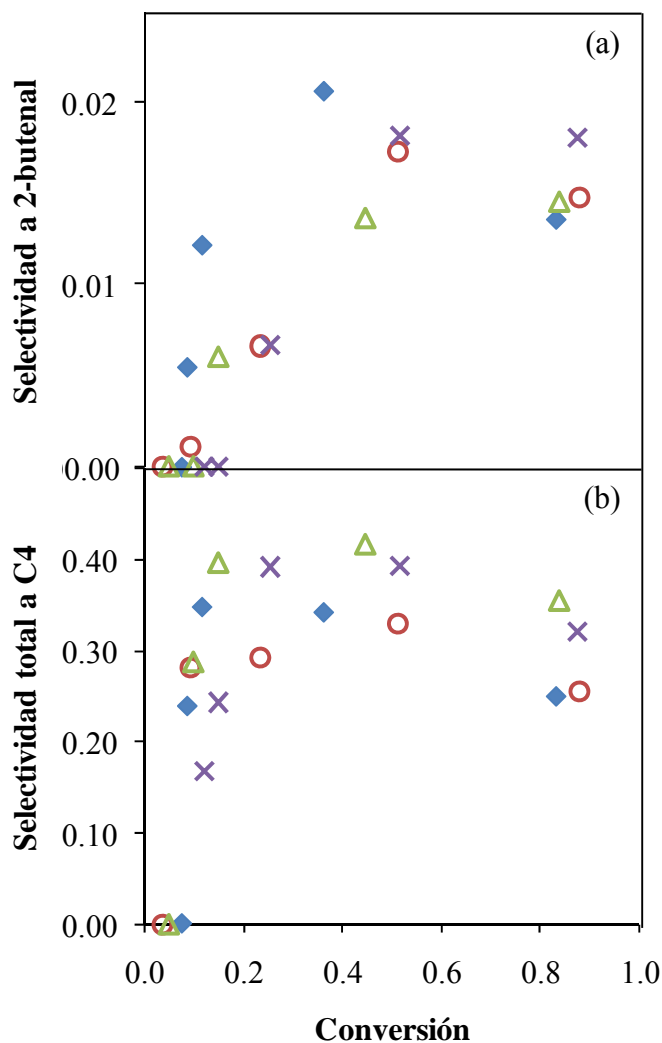 (a)
Selectividad a 2-butenal
0.02
0.01
0.00
(b)
Selectividad total a C4
0.40
0.30
0.20
0.10
0.00
0.0 0.2 0.4 0.6 0.8 1.0
Conversión